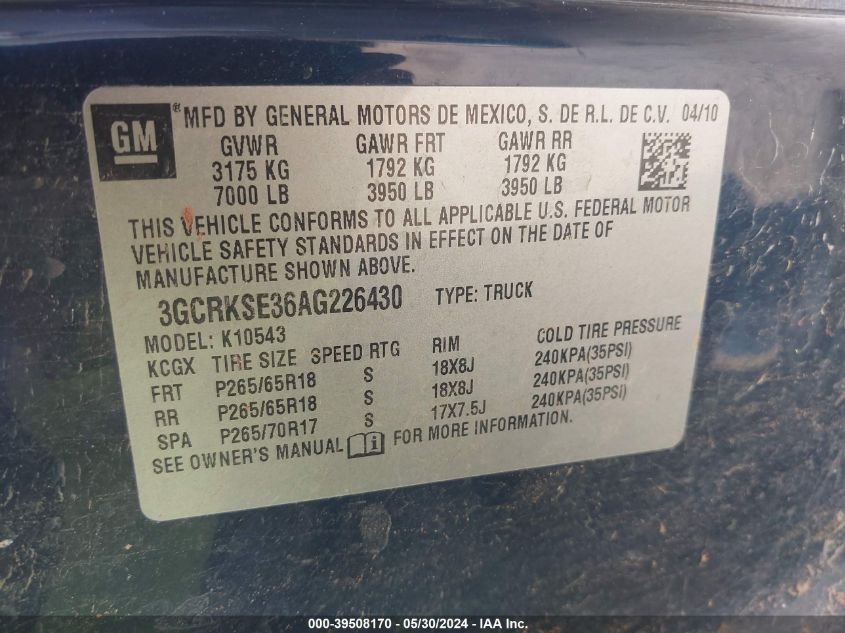 GM
® MFD BY GENERAL MOTORS DE MEXICO, S. DE R.L. DE C.V. 04/10
GVWR GAWR FRT GAWR RR
3175 KG 1792 KG 1792 KG
7000 LB 3950 LB 3950 LB
THIS VEHICLE CONFORMS TO ALL APPLICABLE U.S. FEDERAL MOTOR
VEHICLE SAFETY STANDARDS IN EFFECT ON THE DATE OF
MANUFACTURE SHOWN ABOVE.
3GCRKSE36AG226430 TYPE: TRUCK
MODEL: K10543
KCGX TIRE SIZE SPEED RTG RIM COLD TIRE PRESSURE
FRT P265/65R18 S 18X8J 240KPA(35PSI)
RR P265/65R18 S 18X8J 240KPA(35PSI)
SPA P265/70R17 S 17X7.5J 240KPA(35PSI)
SEE OWNER'S MANUAL i FOR MORE INFORMATION.
000-39508170 - 05/30/2024 - IAA Inc.